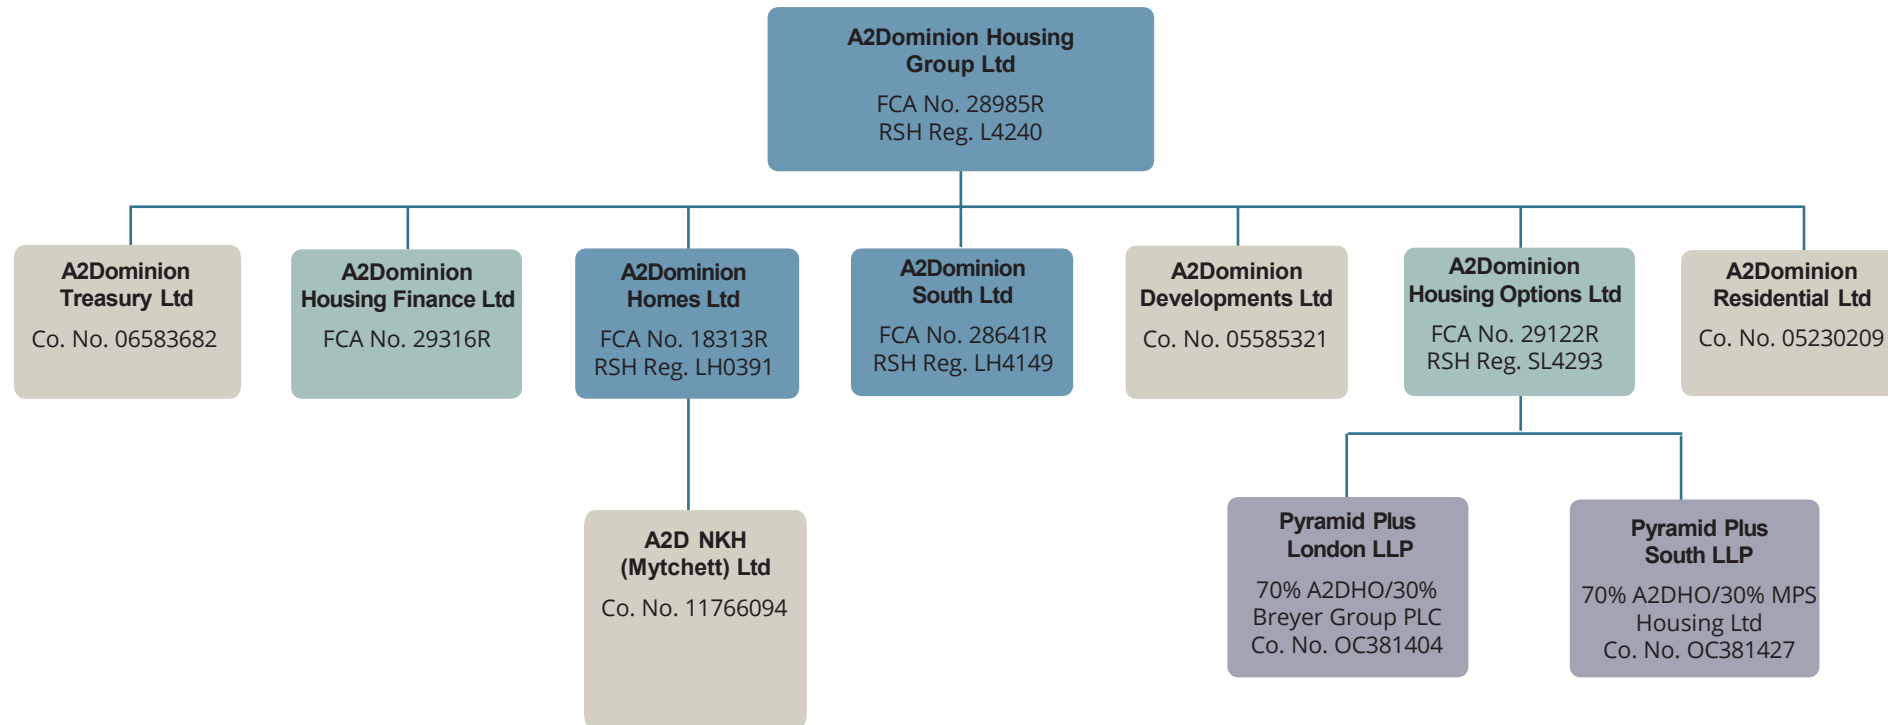 A2Dominion Housing
Group Ltd
FCA No. 28985R
RSH Reg. L4240
A2Dominion
Treasury Ltd
Co. No. 06583682
A2Dominion
Housing Finance Ltd
FCA No. 29316R
A2Dominion
Homes Ltd
FCA No. 18313R
RSH Reg. LH0391
A2Dominion
South Ltd
FCA No. 28641R
RSH Reg. LH4149
A2Dominion
Developments Ltd
Co. No. 05585321
A2Dominion
Housing Options Ltd
FCA No. 29122R
RSH Reg. SL4293
A2Dominion
Residential Ltd
Co. No. 05230209
A2D NKH
(Mytchett) Ltd
Co. No. 11766094
Pyramid Plus
London LLP
70% A2DHO/30%
Breyer Group PLC
Co. No. OC381404
Pyramid Plus
South LLP
70% A2DHO/30% MPS
Housing Ltd
Co. No. OC381427